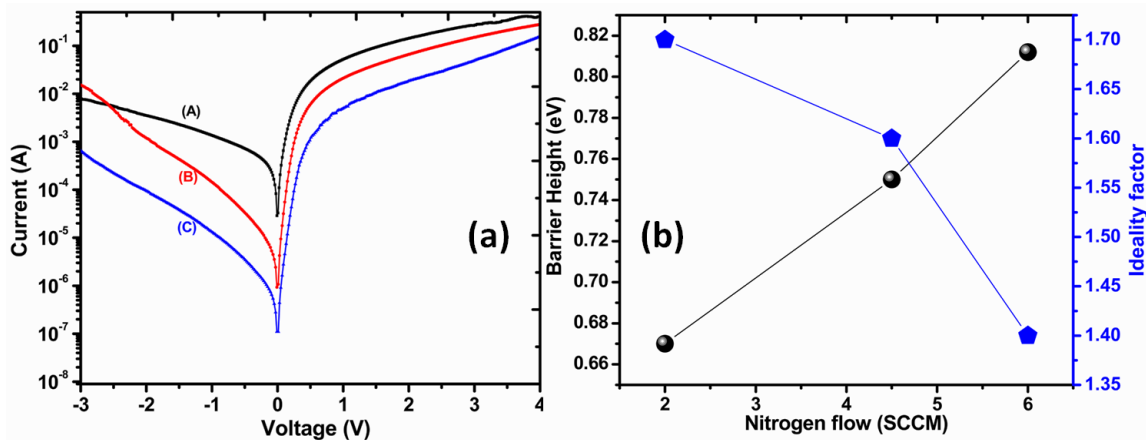 10⁻¹
10⁻²
10⁻³
10⁻⁴
10⁻⁵
10⁻⁶
10⁻⁷
10⁻⁸
Current (A)
(A)
(B)
(C)
(a)
-3 -2 -1 0 1 2 3 4
Voltage (V)
0.82
0.80
0.78
0.76
0.74
0.72
0.70
0.68
0.66
Barrier Height (eV)
(b)
2 3 4 5 6
Nitrogen flow (SCCM)
1.70
1.65
1.60
1.55
1.50
1.45
1.40
1.35
Ideality factor